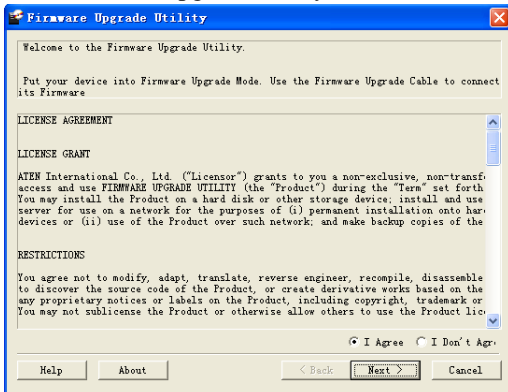 Firmware Upgrade Utility
Welcome to the Firmware Upgrade Utility.
Put your device into Firmware Upgrade Mode. Use the Firmware Upgrade Cable to connect
its Firmware
LICENSE AGREEMENT
LICENSE GRANT
ATEN International Co., Ltd. ("Licensor") grants to you a non-exclusive, non-transfe
access and use FIRMWARE UPGRADE UTILITY (the "Product") during the "Term" set forth
You may install the Product on a hard disk or other storage device; install and use
server for use on a network for the purposes of (i) permanent installation onto har
devices or (ii) use of the Product over such network; and make backup copies of the
RESTRICTIONS
You agree not to modify, adapt, translate, reverse engineer, recompile, disassemble
to discover the source code of the Product, or create derivative works based on the
any proprietary notices or labels on the Product, including copyright, trademark or
You may not sublicense the Product or otherwise allow others to use the Product lic
I Agree I Don't Agr
Help About < Back Next > Cancel